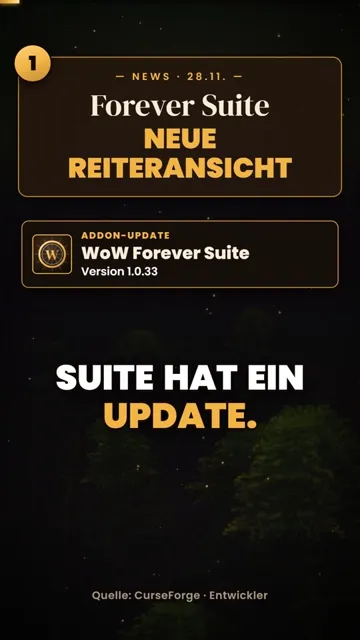 1
— NEWS · 28.11. —
Forever Suite
NEUE
REITERANSICHT
W
ADDON-UPDATE
WoW Forever Suite
Version 1.0.33
SUITE HAT EIN
UPDATE.
Quelle: CurseForge · Entwickler